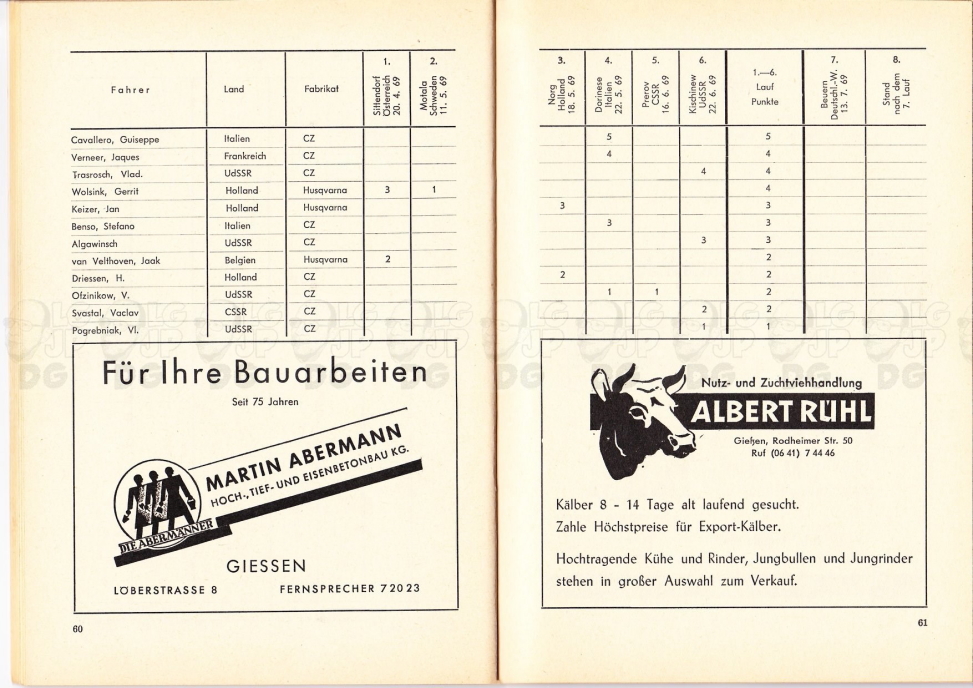 Fahrer Land Fabrikat 1. Sittendorf Österreich 20. 4. 69 2. Motala Schweden 11. 5. 69
Cavallero, Guiseppe Italien CZ
Verneer, Jaques Frankreich CZ
Trasrosch, Vlad. UdSSR CZ
Wolsink, Gerrit Holland Husqvarna 3 1
Keizer, Jan Holland Husqvarna
Benso, Stefano Italien CZ
Algawinsch UdSSR CZ
van Velthoven, Jaak Belgien Husqvarna 2
Driessen, H. Holland CZ
Ofzinikow, V. UdSSR CZ
Svastal, Vaclav CSSR CZ
Pogrebniak, Vl. UdSSR CZ
Für Ihre Bauarbeiten
Seit 75 Jahren
MARTIN ABERMANN
HOCH-, TIEF- UND EISENBETONBAU KG.
DIE ABERMÄNNER
GIESSEN
LÖBERSTRASSE 8 FERNSPRECHER 7 20 23
60
3. Norg Holland 18. 5. 69 4. Dorinese Italien 22. 5. 69 5. Prerov CSSR 16. 6. 69 6. Kischinew UdSSR 22. 6. 69 1.—6. Lauf Punkte 7. Beuern Deutschl.-W. 13. 7. 69 8. Stand nach dem 7. Lauf
5 5
4 4
4 4
4
3 3
3 3
3 3
2
2 2
1 1 2
2 2
1 1
Nutz- und Zuchtviehhandlung
ALBERT RÜHL
Gießen, Rodheimer Str. 50
Ruf (06 41) 7 44 46
Kälber 8 - 14 Tage alt laufend gesucht.
Zahle Höchstpreise für Export-Kälber.
Hochtragende Kühe und Rinder, Jungbullen und Jungrinder
stehen in großer Auswahl zum Verkauf.
61